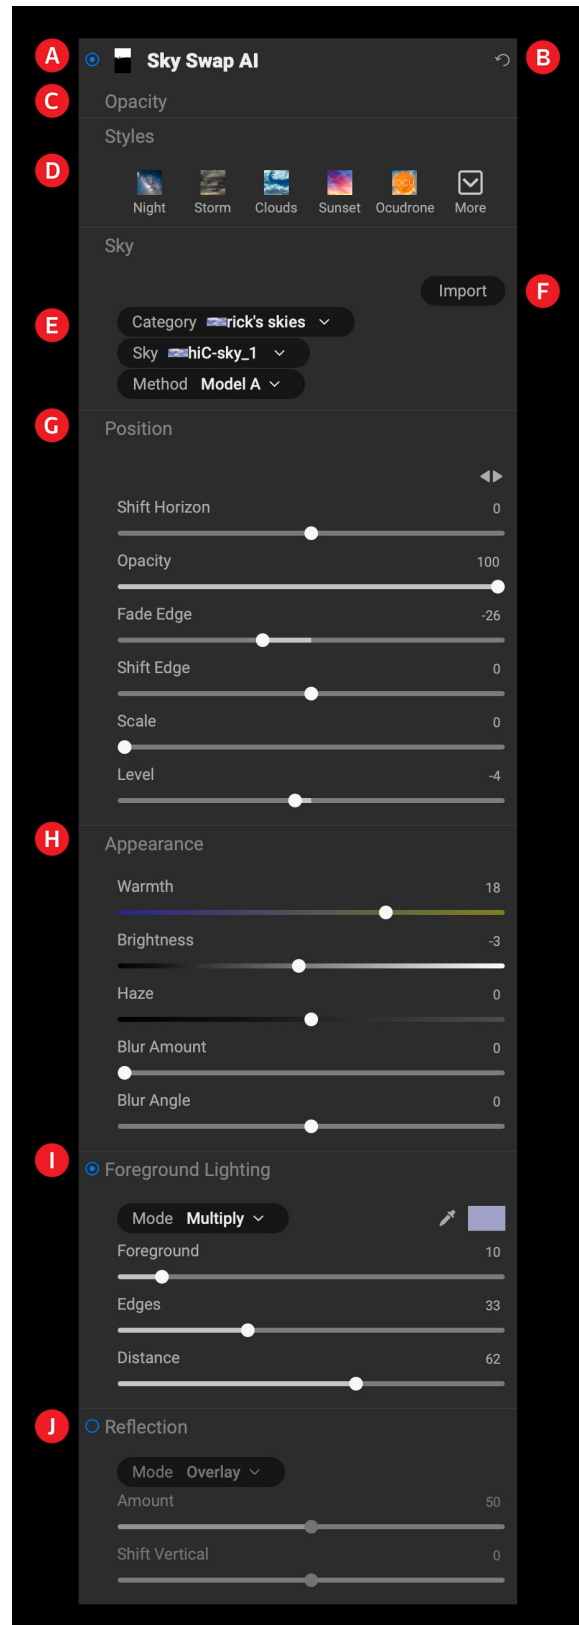 A Sky Swap AI B
C Opacity
Styles
D
Night Storm Clouds Sunset Ocudrone More
Sky
Import F
E Category rick's skies
Sky hiC-sky_1
Method Model A
G Position
Shift Horizon 0
Opacity 100
Fade Edge -26
Shift Edge 0
Scale 0
Level -4
H Appearance
Warmth 18
Brightness -3
Haze 0
Blur Amount 0
Blur Angle 0
I Foreground Lighting
Mode Multiply
Foreground 10
Edges 33
Distance 62
J Reflection
Mode Overlay
Amount 50
Shift Vertical 0